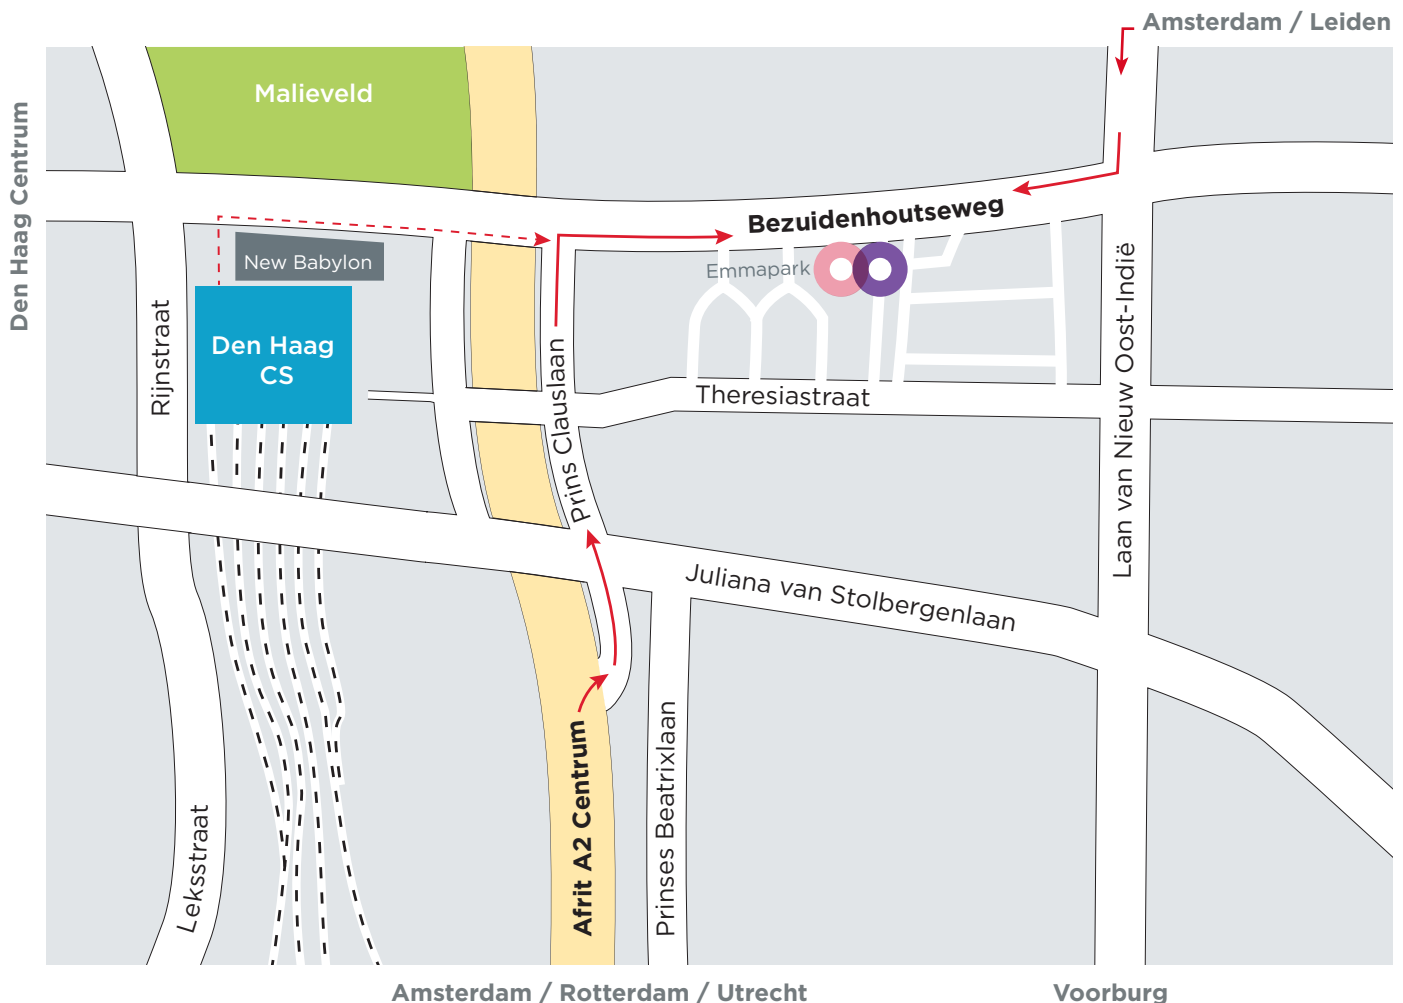 Amsterdam / Leiden
Malieveld
Den Haag Centrum
Bezuidenhoutseweg
New Babylon
Emmapark
Den Haag
CS
Rijnstraat
Prins Clauslaan
Theresiastraat
Laan van Nieuw Oost-Indië
Juliana van Stolbergenlaan
Leksstraat
Afrit A2 Centrum
Prinses Beatrixlaan
Amsterdam / Rotterdam / Utrecht
Voorburg